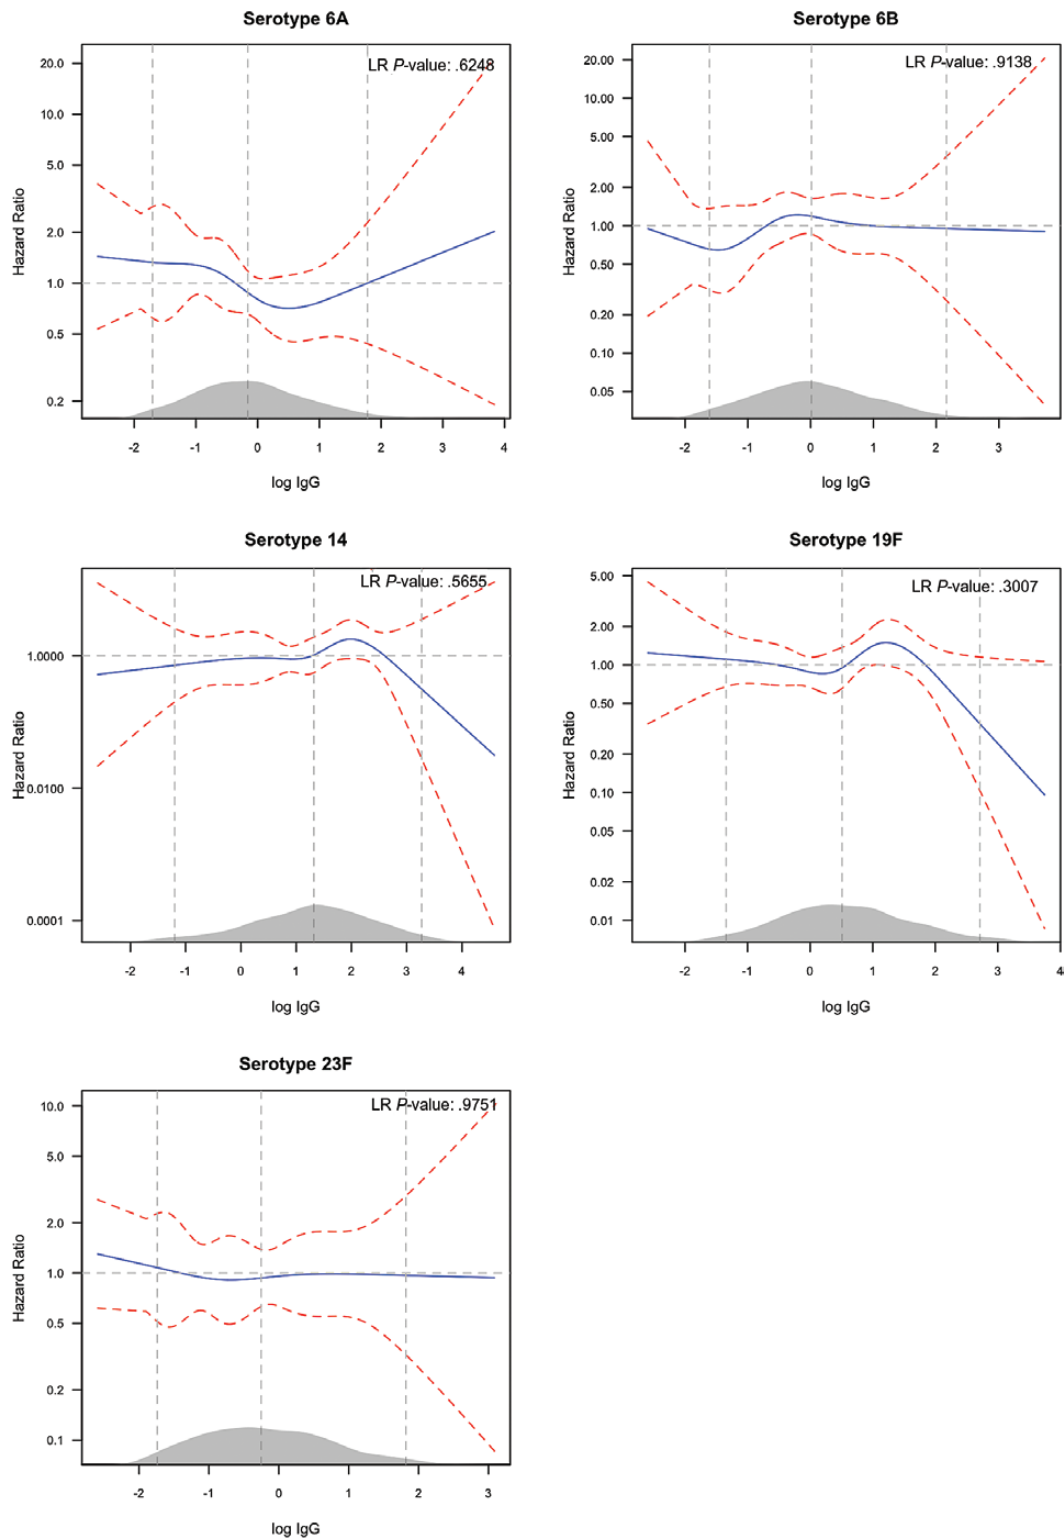 Serotype 6A
LR P-value: .6248
20.0
10.0
5.0
2.0
1.0
0.5
0.2
Hazard Ratio
-2 -1 0 1 2 3 4
log IgG
Serotype 6B
LR P-value: .9138
20.00
10.00
5.00
2.00
1.00
0.50
0.20
0.10
0.05
Hazard Ratio
-2 -1 0 1 2 3
log IgG
Serotype 14
LR P-value: .5655
1.0000
0.0100
0.0001
Hazard Ratio
-2 -1 0 1 2 3 4
log IgG
Serotype 19F
LR P-value: .3007
5.00
2.00
1.00
0.50
0.20
0.10
0.05
0.02
0.01
Hazard Ratio
-2 -1 0 1 2 3 4
log IgG
Serotype 23F
LR P-value: .9751
10.0
5.0
2.0
1.0
0.5
0.2
0.1
Hazard Ratio
-2 -1 0 1 2 3
log IgG